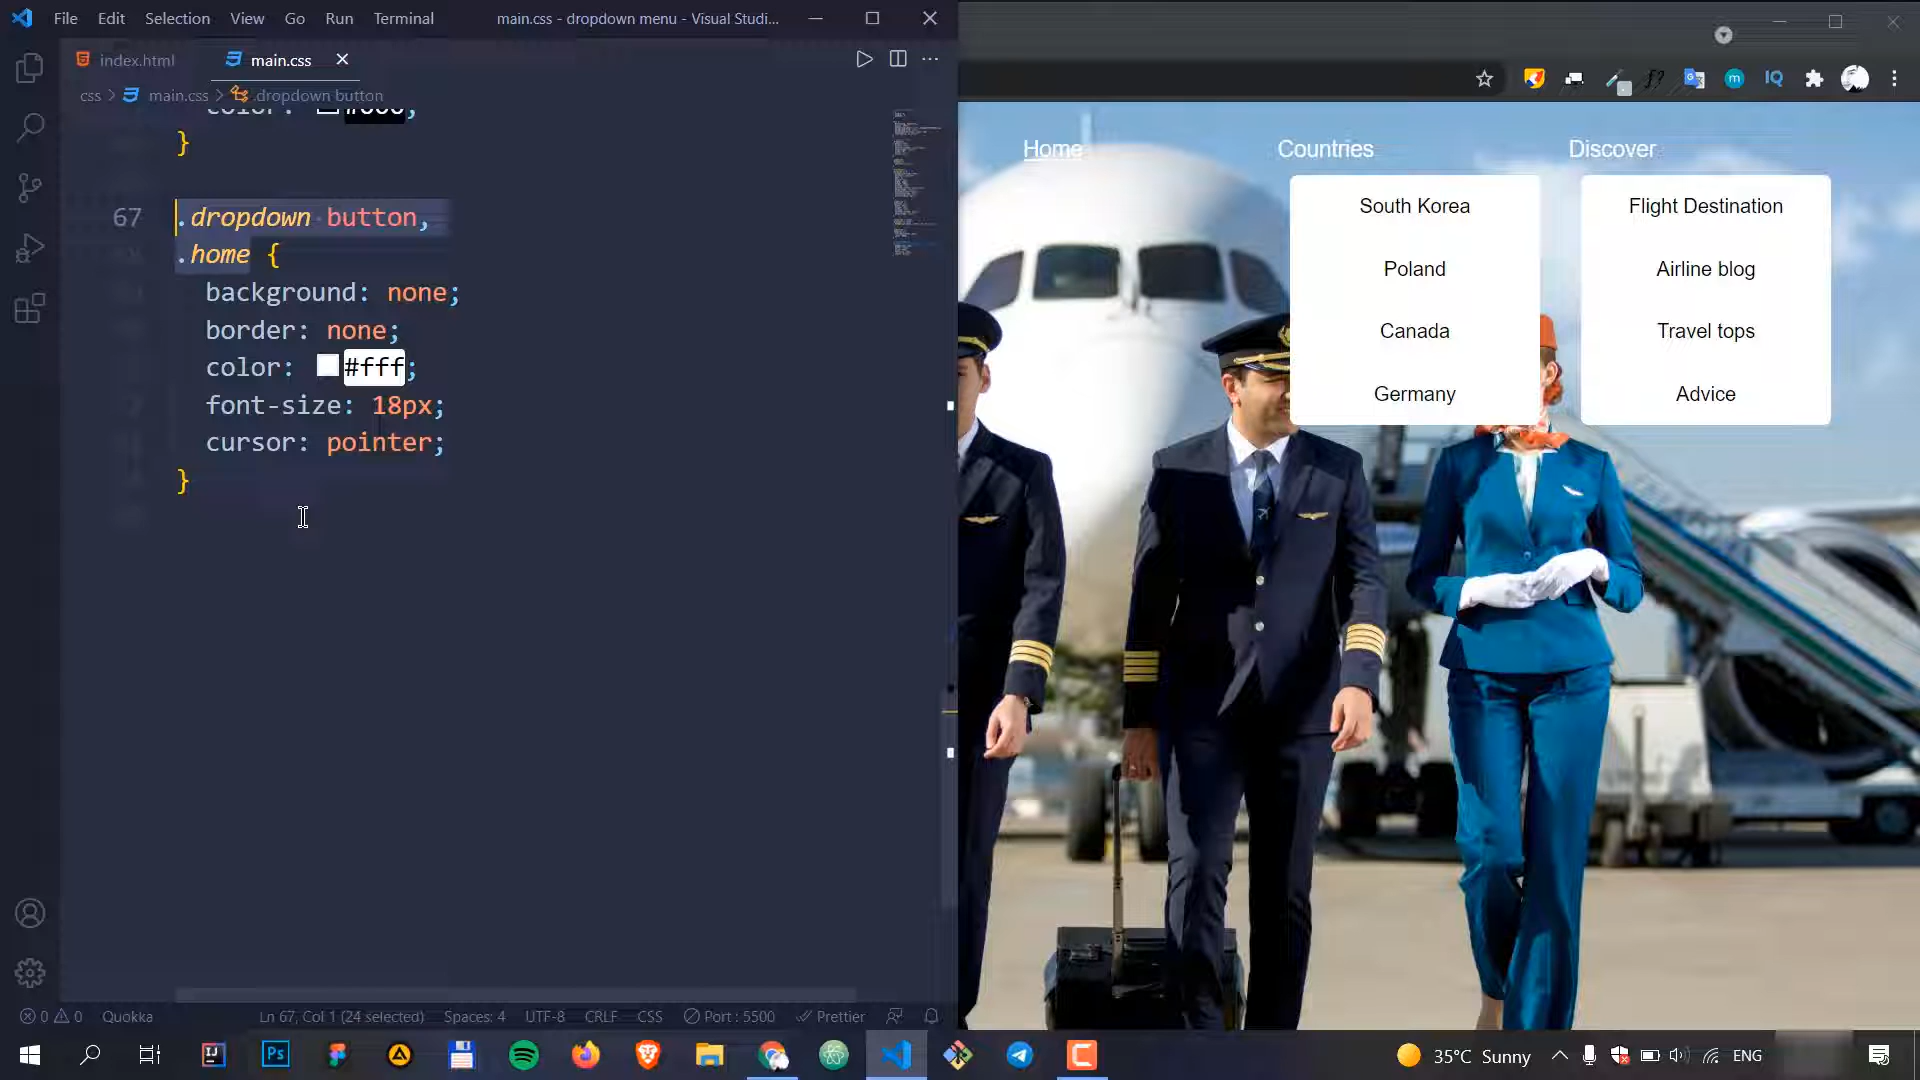 File Edit Selection View Go Run Terminal
main.css - dropdown menu - Visual Studi...
index.html
main.css
css > main.css > .dropdown button
}
67
.dropdown button,
.home {
background: none;
border: none;
color: #fff;
font-size: 18px;
cursor: pointer;
}
0 0 Quokka
Ln 67, Col 1 (24 selected) Spaces: 4 UTF-8 CRLF CSS Port : 5500 Prettier
Home Countries Discover
South Korea
Poland
Canada
Germany
Flight Destination
Airline blog
Travel tops
Advice
35°C Sunny
ENG